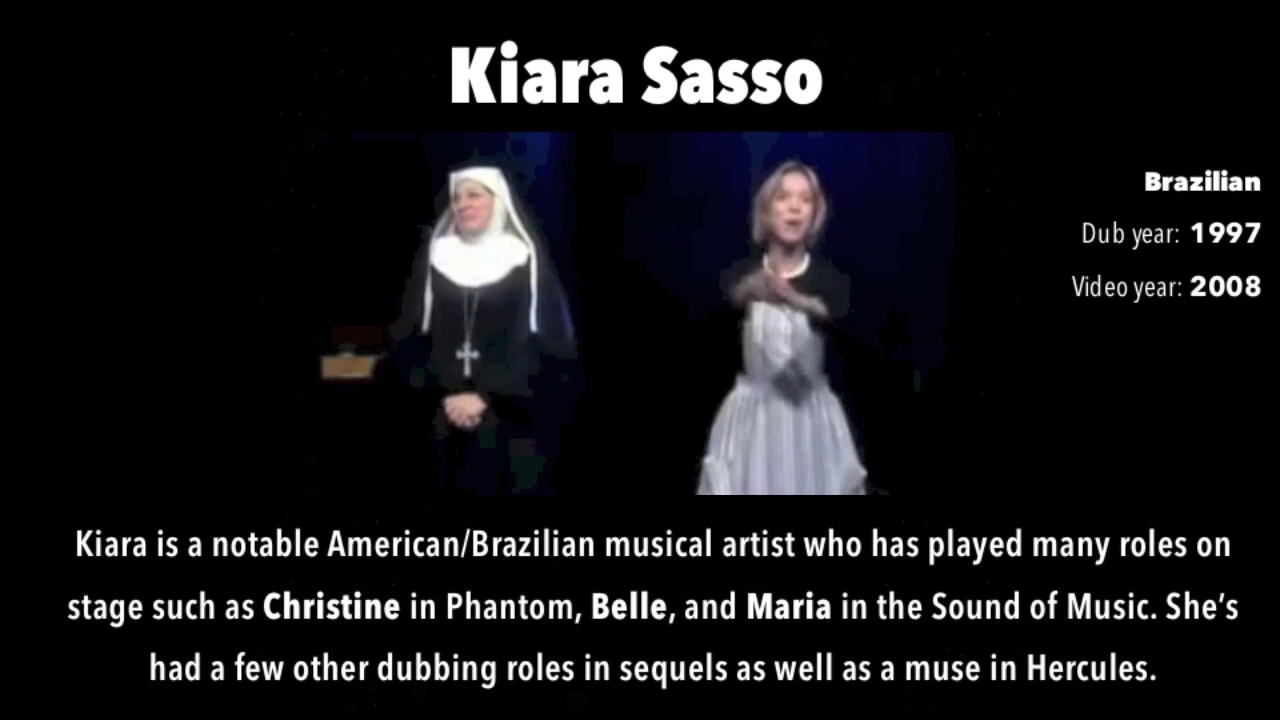 Kiara Sasso
Brazilian
Dub year: 1997
Video year: 2008
Kiara is a notable American/Brazilian musical artist who has played many roles on
stage such as Christine in Phantom, Belle, and Maria in the Sound of Music. She’s
had a few other dubbing roles in sequels as well as a muse in Hercules.